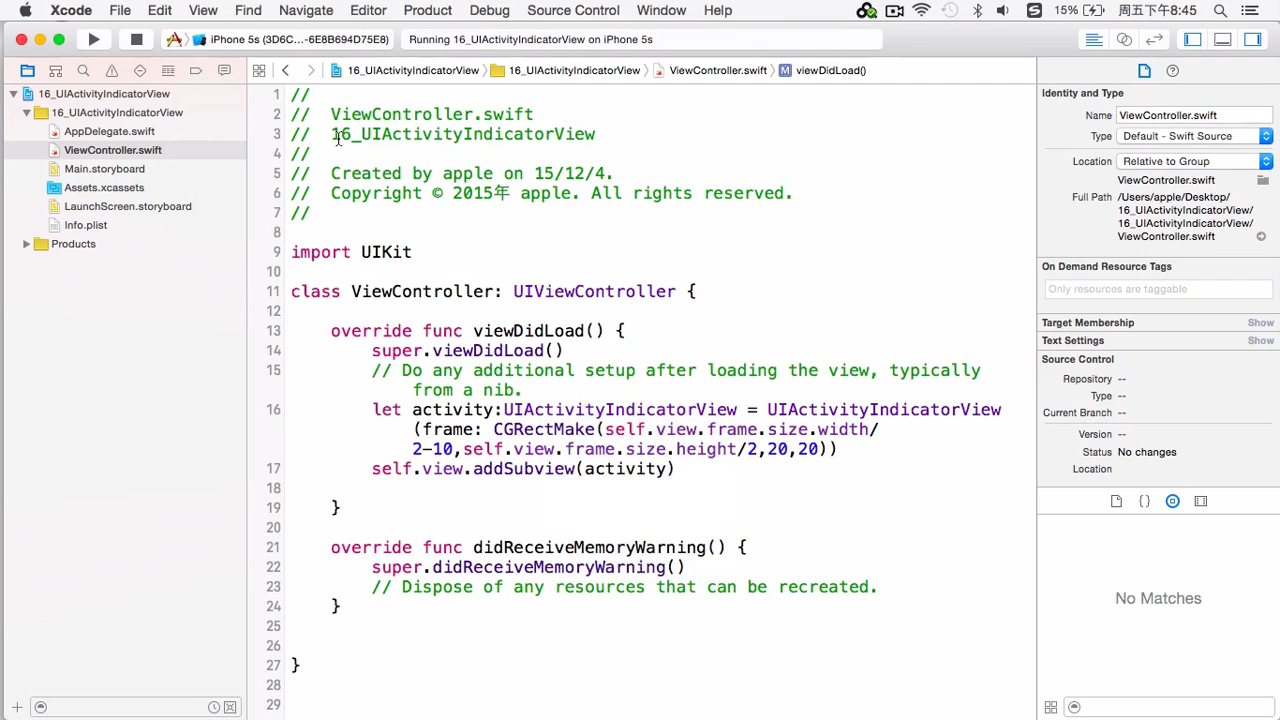 Xcode File Edit View Find Navigate Editor Product Debug Source Control Window Help 15% 周五下午8:45
iPhone 5s (3D6C...-6E8B694D75E8) Running 16_UIActivityIndicatorView on iPhone 5s
16_UIActivityIndicatorView 16_UIActivityIndicatorView ViewController.swift M viewDidLoad()
16_UIActivityIndicatorView
16_UIActivityIndicatorView
AppDelegate.swift
ViewController.swift
Main.storyboard
Assets.xcassets
LaunchScreen.storyboard
Info.plist
Products
1 //
2 // ViewController.swift
3 // 16_UIActivityIndicatorView
4 //
5 // Created by apple on 15/12/4.
6 // Copyright © 2015年 apple. All rights reserved.
7 //
8
9 import UIKit
10
11 class ViewController: UIViewController {
12
13 override func viewDidLoad() {
14 super.viewDidLoad()
15 // Do any additional setup after loading the view, typically
from a nib.
16 let activity:UIActivityIndicatorView = UIActivityIndicatorView
(frame: CGRectMake(self.view.frame.size.width/
2-10,self.view.frame.size.height/2,20,20))
17 self.view.addSubview(activity)
18
19 }
20
21 override func didReceiveMemoryWarning() {
22 super.didReceiveMemoryWarning()
23 // Dispose of any resources that can be recreated.
24 }
25
26
27 }
28
29
Identity and Type
Name ViewController.swift
Type Default - Swift Source
Location Relative to Group
ViewController.swift
Full Path /Users/apple/Desktop/
16_UIActivityIndicatorView/
16_UIActivityIndicatorView/
ViewController.swift
On Demand Resource Tags
Only resources are taggable
Target Membership Show
Text Settings Show
Source Control
Repository --
Type --
Current Branch --
Version --
Status No changes
Location
No Matches